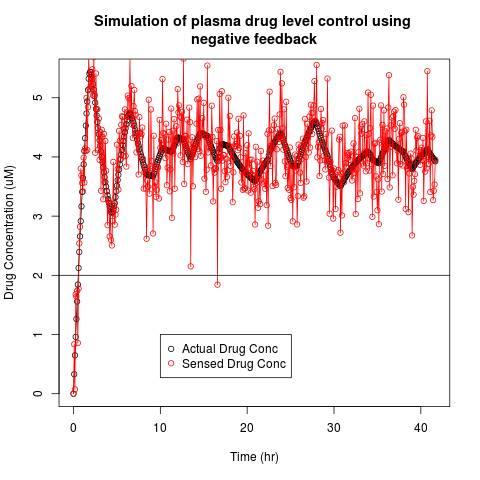 Simulation of plasma drug level control using
negative feedback
Drug Concentration (uM)
5
4
3
2
1
0
Actual Drug Conc
Sensed Drug Conc
0 10 20 30 40
Time (hr)